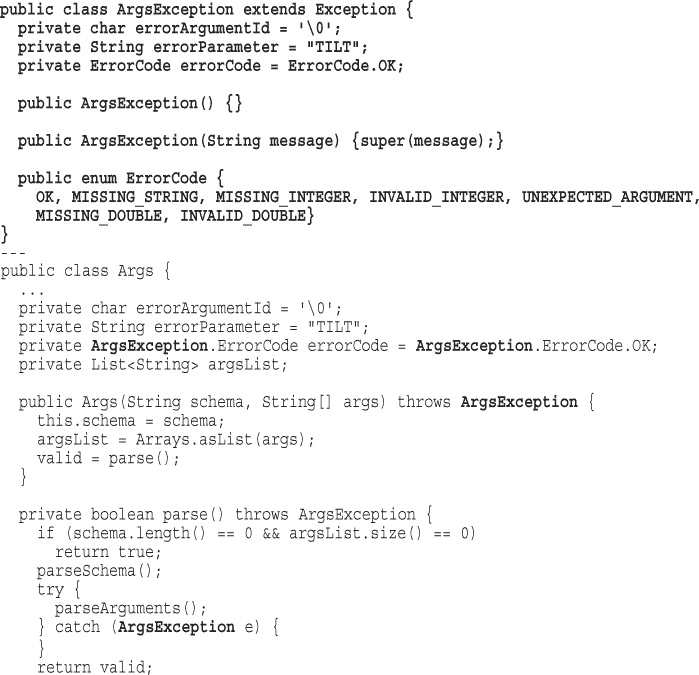 public class ArgsException extends Exception {
  private char errorArgumentId = '\0';
  private String errorParameter = "TILT";
  private ErrorCode errorCode = ErrorCode.OK;

  public ArgsException() {}

  public ArgsException(String message) {super(message);}

  public enum ErrorCode {
    OK, MISSING_STRING, MISSING_INTEGER, INVALID_INTEGER, UNEXPECTED_ARGUMENT,
    MISSING_DOUBLE, INVALID_DOUBLE}
}
---
public class Args {
  ...
  private char errorArgumentId = '\0';
  private String errorParameter = "TILT";
  private ArgsException.ErrorCode errorCode = ArgsException.ErrorCode.OK;
  private List<String> argsList;

  public Args(String schema, String[] args) throws ArgsException {
    this.schema = schema;
    argsList = Arrays.asList(args);
    valid = parse();
  }

  private boolean parse() throws ArgsException {
    if (schema.length() == 0 && argsList.size() == 0)
      return true;
    parseSchema();
    try {
      parseArguments();
    } catch (ArgsException e) {
    }
    return valid;